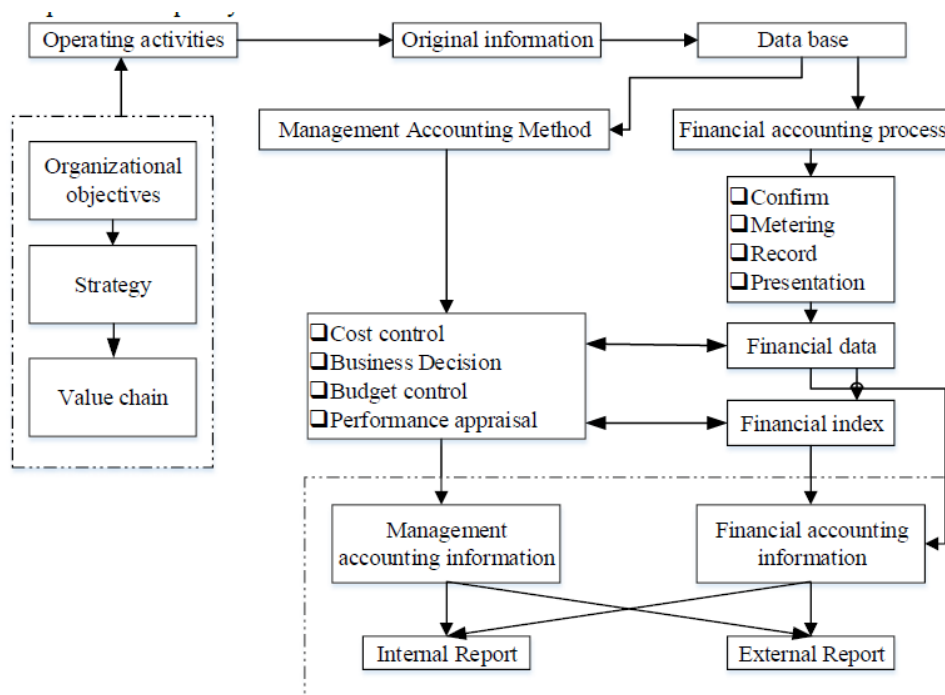 Operating activities
Original information
Data base
Management Accounting Method
Financial accounting process
Organizational
objectives
Strategy
Value chain
❑Confirm
❑Metering
❑Record
❑Presentation
❑Cost control
❑Business Decision
❑Budget control
❑Performance appraisal
Financial data
Financial index
Management
accounting information
Financial accounting
information
Internal Report
External Report